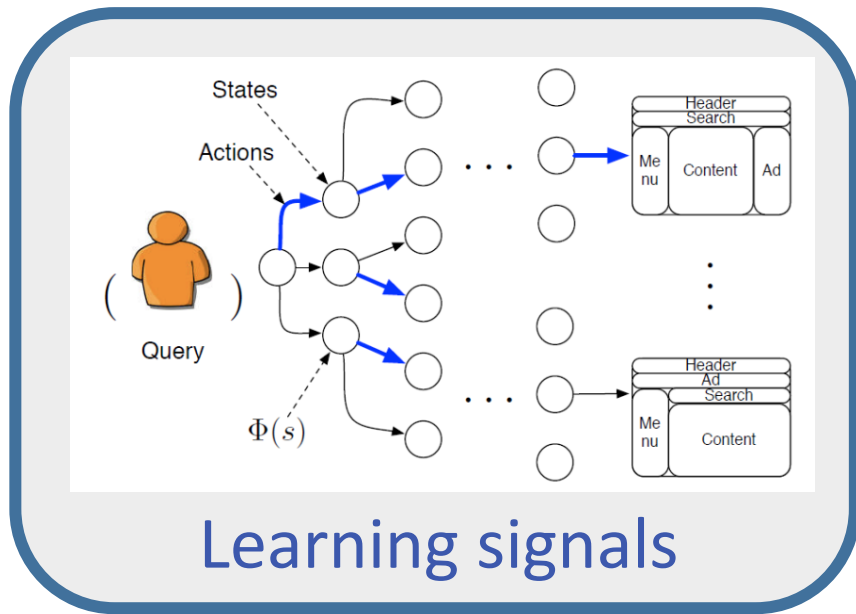 States
Actions
( )
Query
Φ(s)
. . .
Header
Search
Me
nu
Content
Ad
. . .
. . .
Header
Ad
Search
Me
nu
Content
Learning signals